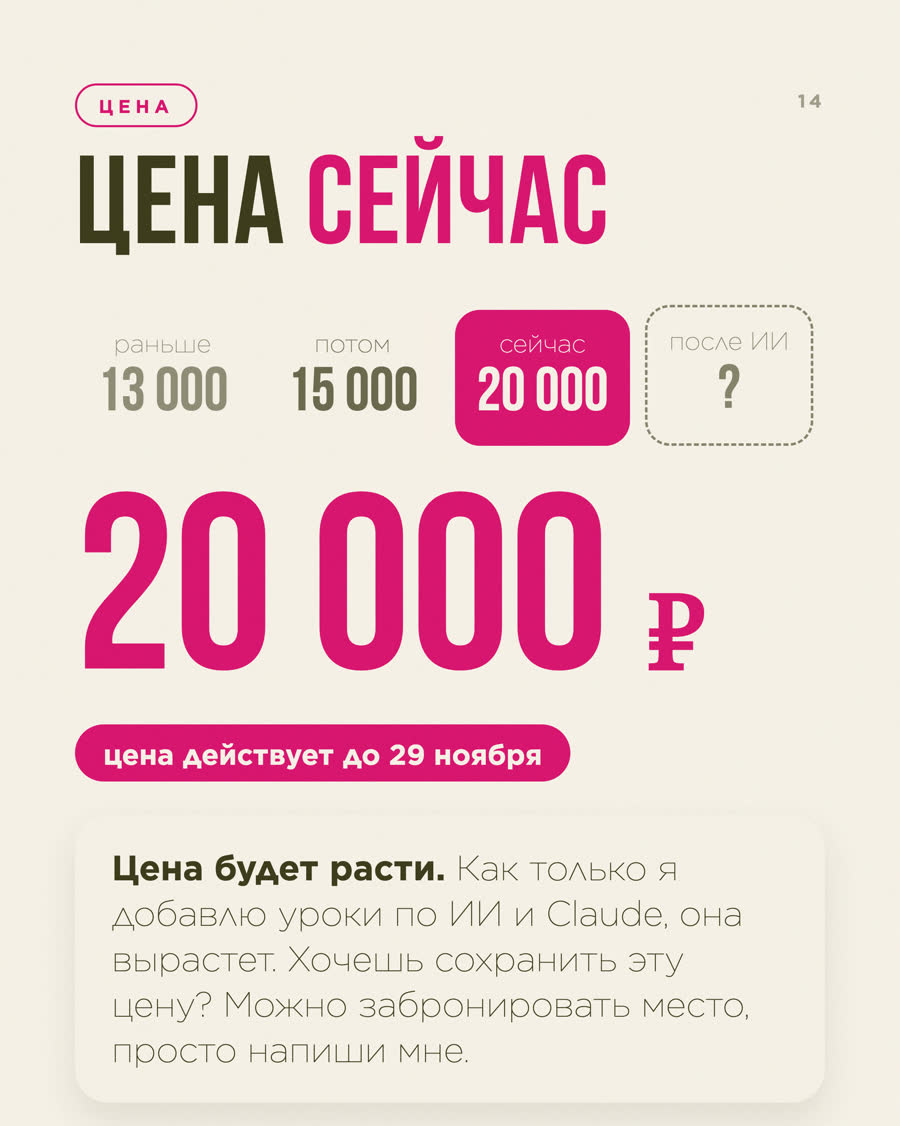 ЦЕНА
14
ЦЕНА СЕЙЧАС
раньше
13 000
потом
15 000
сейчас
20 000
после ИИ
?
20 000 ₽
цена действует до 29 ноября
Цена будет расти. Как только я
добавлю уроки по ИИ и Claude, она
вырастет. Хочешь сохранить эту
цену? Можно забронировать место,
просто напиши мне.